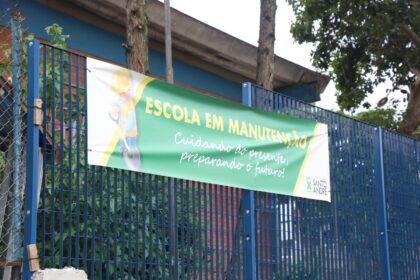 ESCOLA EM MANUTENÇÃO
Cuidando do presente,
preparando o futuro!
SANTO
ANDRÉ